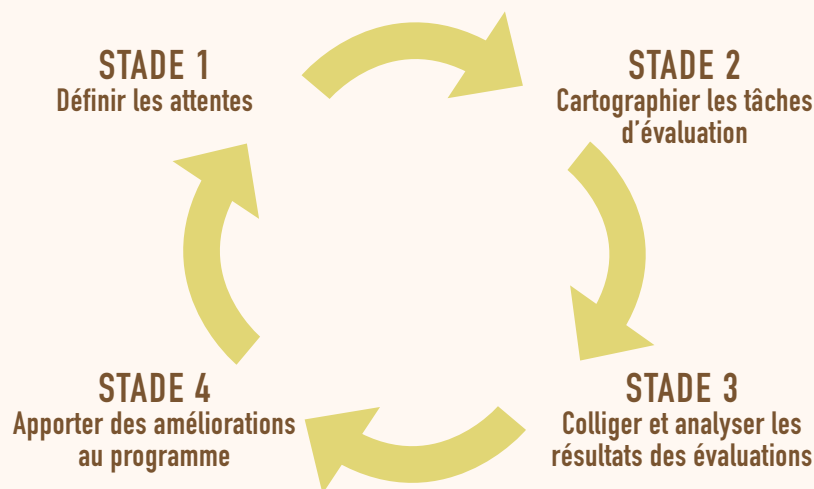 STADE 1
Définir les attentes
STADE 2
Cartographier les tâches
d’évaluation
STADE 3
Colliger et analyser les
résultats des évaluations
STADE 4
Apporter des améliorations
au programme